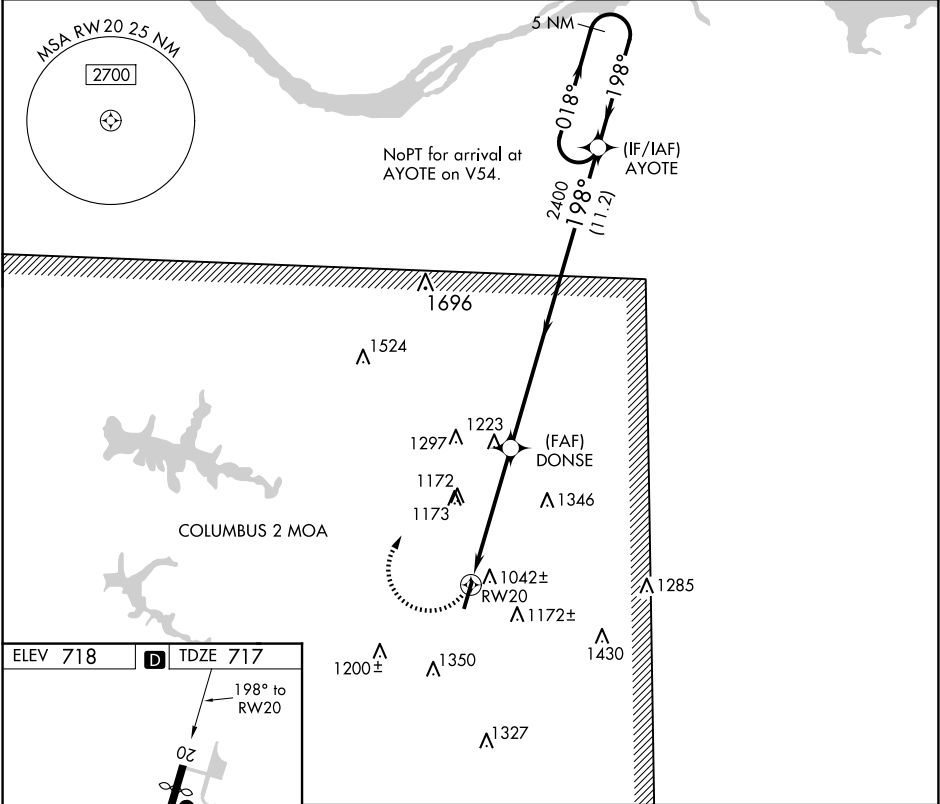 MSA RW20 25 NM
2700
5 NM
018°
198°
(IF/IAF)
AYOTE
NoPT for arrival at
AYOTE on V54.
2400
198°
(11.2)
1696
1524
1223
1297
(FAF)
DONSE
1172
1173
1346
COLUMBUS 2 MOA
1042±
RW20
1285
1172±
1430
1200±
1350
1327
ELEV 718 D TDZE 717
198° to
RW20
20